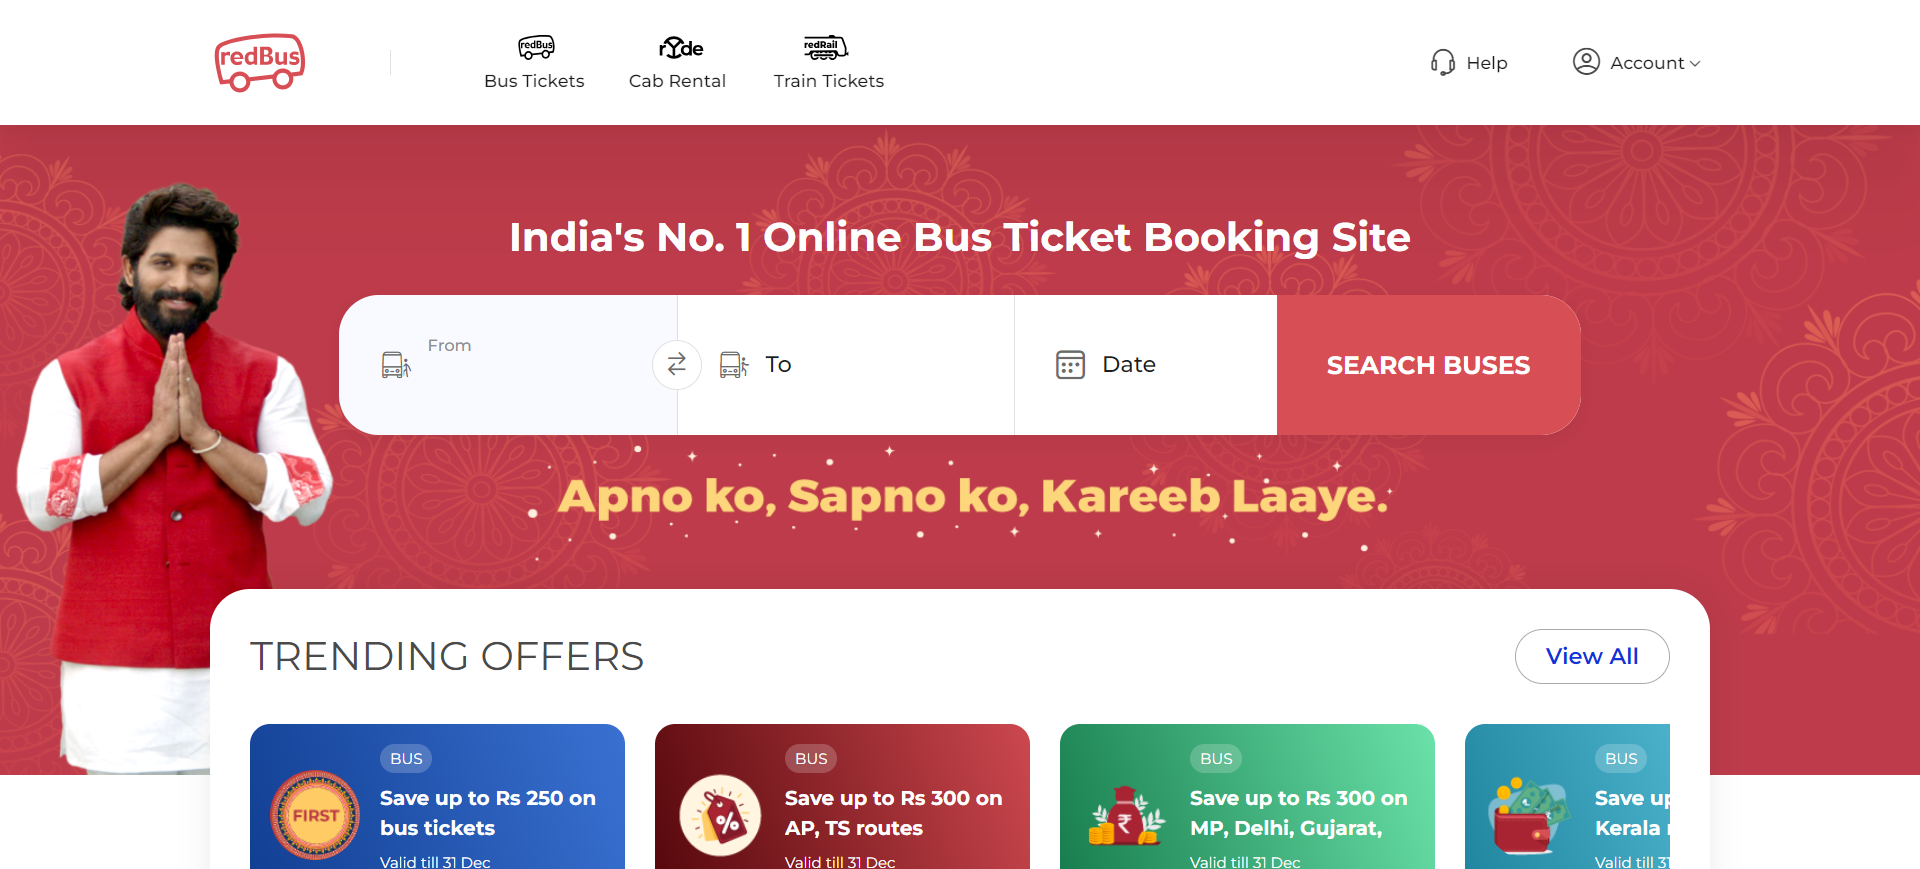 redBus
redBus
Bus Tickets
rYde
Cab Rental
redRail
Train Tickets
Help
Account
India's No. 1 Online Bus Ticket Booking Site
From
To
Date
SEARCH BUSES
Apno ko, Sapno ko, Kareeb Laaye.
TRENDING OFFERS
View All
FIRST
BUS
Save up to Rs 250 on
bus tickets
Valid till 31 Dec
BUS
Save up to Rs 300 on
AP, TS routes
Valid till 31 Dec
BUS
Save up to Rs 300 on
MP, Delhi, Gujarat,
Valid till 31 Dec
BUS
Save up
Kerala
Valid till 31